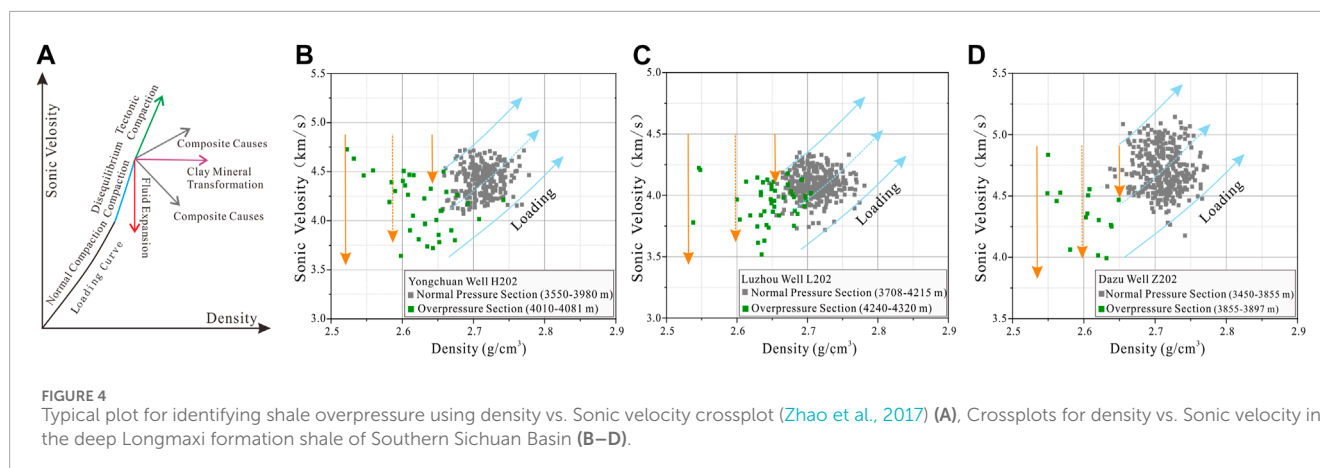 A
Sonic Velocity
Density
Normal Compaction
Loading Curve
Disequilibrium Compaction
Tectonic Compaction
Fluid Expansion
Composite Causes
Clay Mineral
Transformation
Composite Causes
B
Sonic Velocity (km/s)
5.5
5.0
4.5
4.0
3.5
3.0
Loading
Yongchuan Well H202
Normal Pressure Section (3550-3980 m)
Overpressure Section (4010-4081 m)
2.5 2.6 2.7 2.8 2.9
Density (g/cm³)
C
Sonic Velocity (km/s)
5.0
4.5
4.0
3.5
3.0
Loading
Luzhou Well L202
Normal Pressure Section (3708-4215 m)
Overpressure Section (4240-4320 m)
2.5 2.6 2.7 2.8 2.9
Density (g/cm³)
D
Sonic Velocity (km/s)
5.5
5.0
4.5
4.0
3.5
Loading
Dazu Well Z202
Normal Pressure Section (3450-3855 m)
Overpressure Section (3855-3897 m)
2.5 2.6 2.7 2.8 2.9
Density (g/cm³)
FIGURE 4
Typical plot for identifying shale overpressure using density vs. Sonic velocity crossplot (Zhao et al., 2017) (A), Crossplots for density vs. Sonic velocity in
the deep Longmaxi formation shale of Southern Sichuan Basin (B–D).